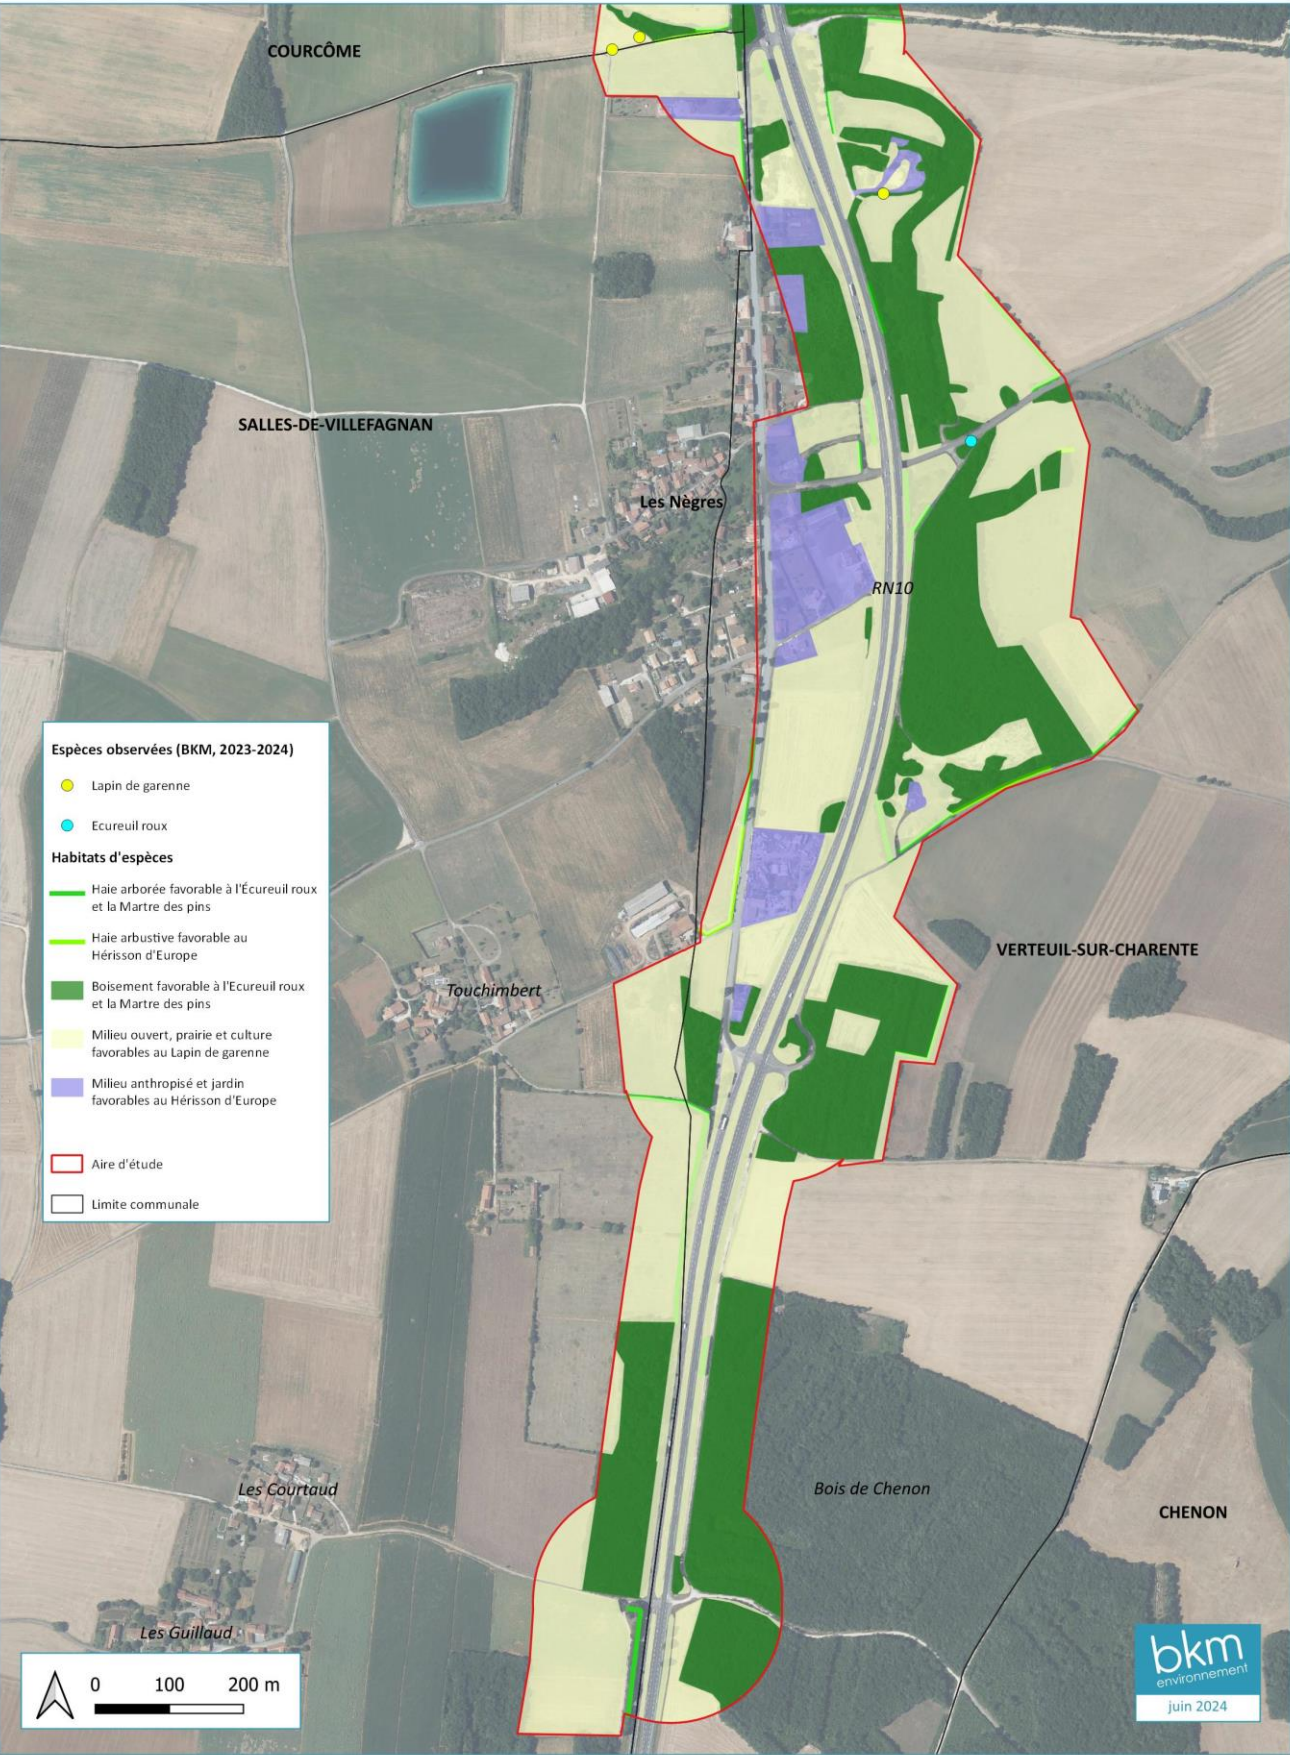 COURCÔME
SALLES-DE-VILLEFAGNAN
Les Nègres
RN10
Espèces observées (BKM, 2023-2024)
Lapin de garenne
Ecureuil roux
Habitats d'espèces
Haie arborée favorable à l'Écureuil roux
et la Martre des pins
Haie arbustive favorable au
Hérisson d'Europe
Boisement favorable à l'Ecureuil roux
et la Martre des pins
Milieu ouvert, prairie et culture
favorables au Lapin de garenne
Milieu anthropisé et jardin
favorables au Hérisson d'Europe
Aire d'étude
Limite communale
VERTEUIL-SUR-CHARENTE
Touchimbert
Les Courtaud
Bois de Chenon
CHENON
Les Guillaud
0 100 200 m
bkm
environnement
juin 2024